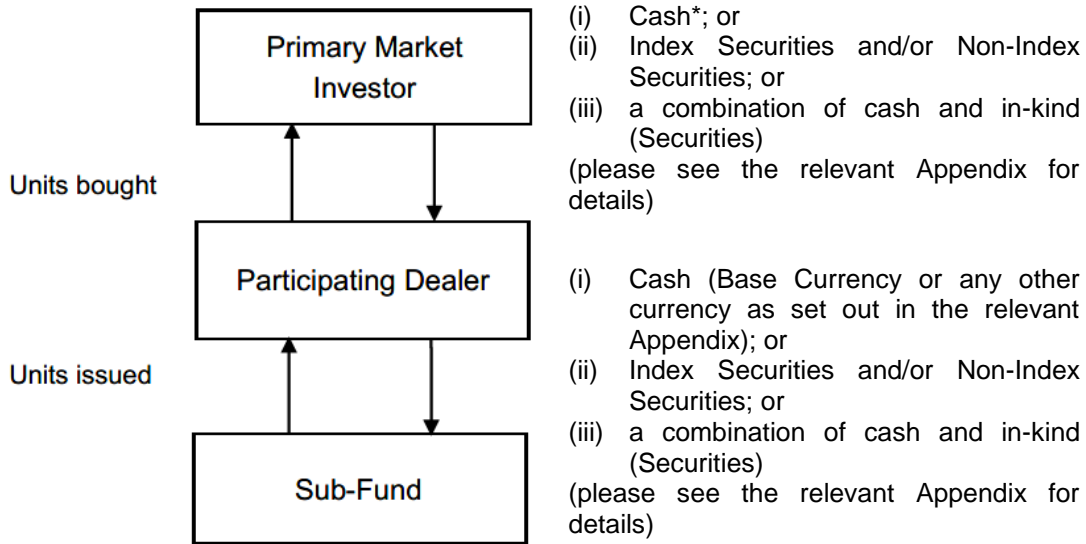 Primary Market
Investor
(i) Cash*; or
(ii) Index Securities and/or Non-Index
Securities; or
(iii) a combination of cash and in-kind
(Securities)
(please see the relevant Appendix for
details)
Units bought
Participating Dealer
(i) Cash (Base Currency or any other
currency as set out in the relevant
Appendix); or
(ii) Index Securities and/or Non-Index
Securities; or
(iii) a combination of cash and in-kind
(Securities)
(please see the relevant Appendix for
details)
Units issued
Sub-Fund